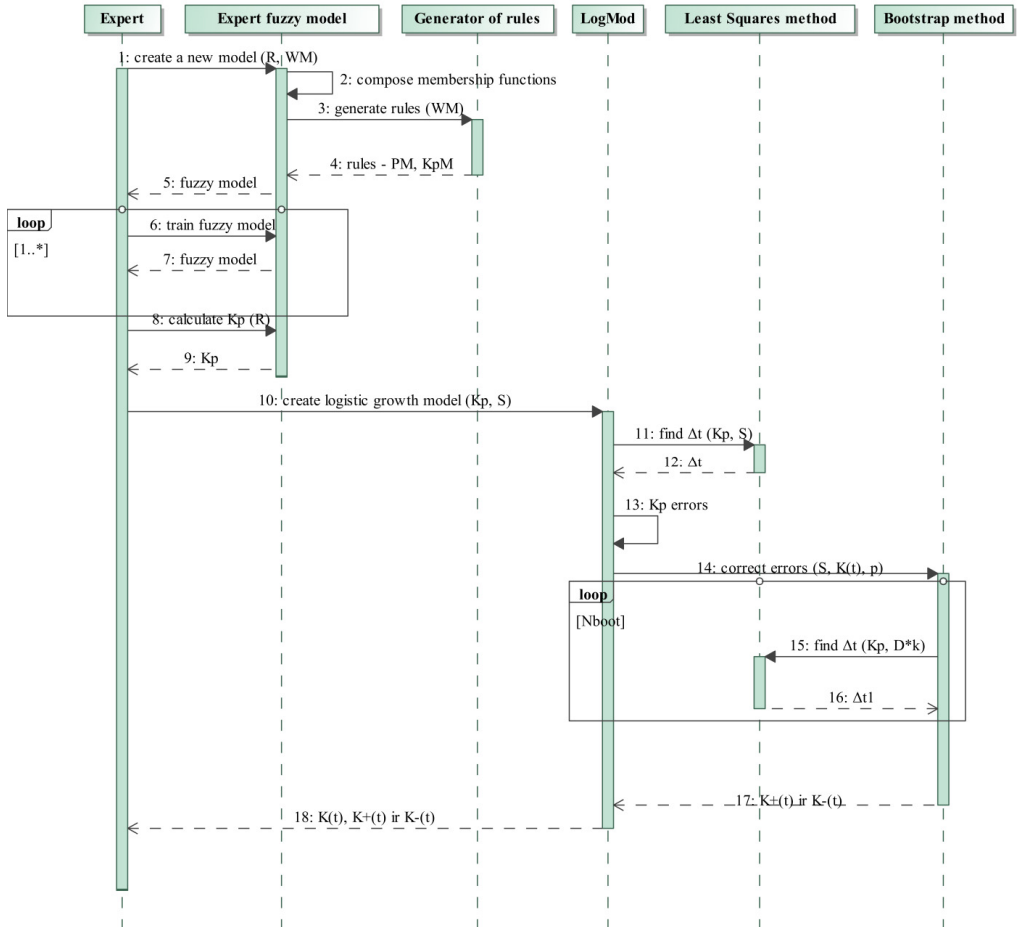 Expert
Expert fuzzy model
Generator of rules
LogMod
Least Squares method
Bootstrap method
1: create a new model (R, WM)
2: compose membership functions
3: generate rules (WM)
4: rules - PM, KpM
5: fuzzy model
loop
6: train fuzzy model
[1..*]
7: fuzzy model
8: calculate Kp (R)
9: Kp
10: create logistic growth model (Kp, S)
11: find Δt (Kp, S)
12: Δt
13: Kp errors
14: correct errors (S, K(t), p)
loop
[Nboot]
15: find Δt (Kp, D*k)
16: Δt1
17: K+(t) ir K-(t)
18: K(t), K+(t) ir K-(t)